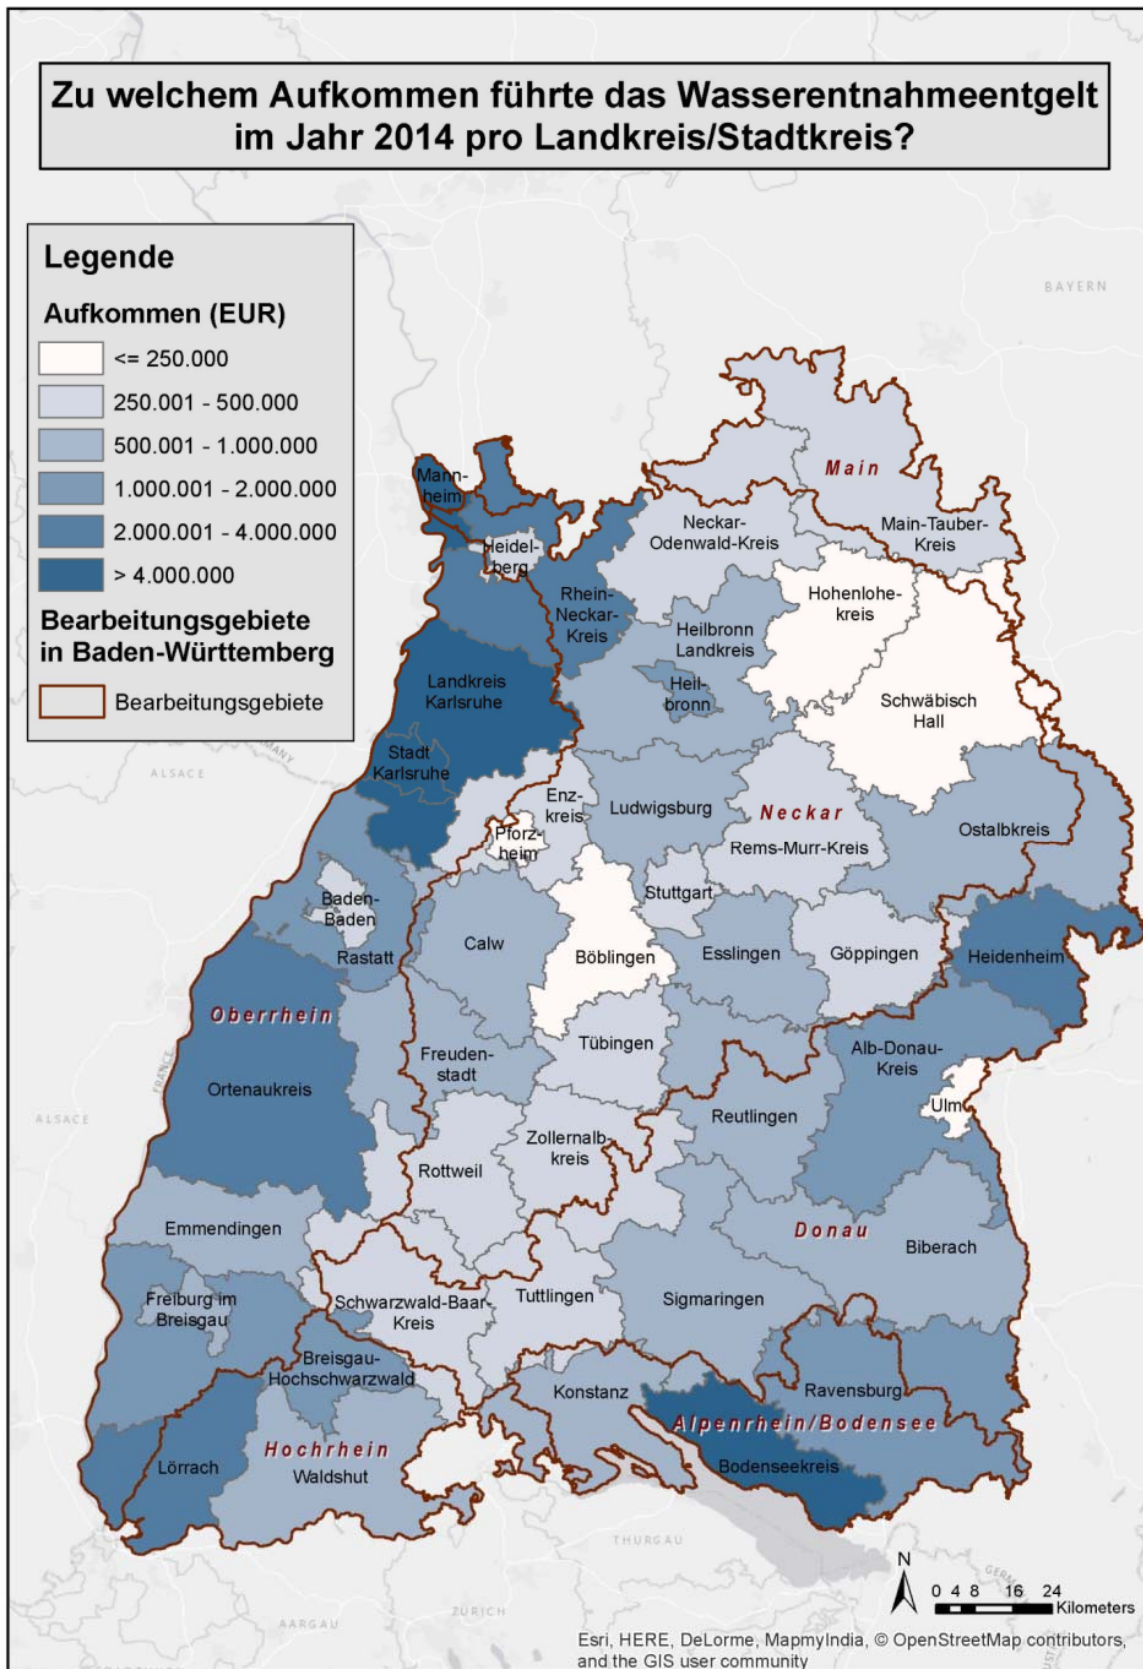 Zu welchem Aufkommen führte das Wasserentnahmeentgelt
im Jahr 2014 pro Landkreis/Stadtkreis?
Legende
Aufkommen (EUR)
<= 250.000
250.001 - 500.000
500.001 - 1.000.000
1.000.001 - 2.000.000
2.000.001 - 4.000.000
> 4.000.000
Bearbeitungsgebiete
in Baden-Württemberg
Bearbeitungsgebiete
BAYERN
Main
Mann-
heim
Neckar-
Odenwald-Kreis
Main-Tauber-
Kreis
Heidel-
berg
Rhein-
Neckar-
Kreis
Hohenlohe-
kreis
Heilbronn
Landkreis
Heil-
bronn
Landkreis
Karlsruhe
Schwäbisch
Hall
Stadt
Karlsruhe
GERMANY
ALSACE
Enz-
kreis
Ludwigsburg
Neckar
Ostalbkreis
Pforz-
heim
Rems-Murr-Kreis
Stuttgart
Baden-
Baden
Rastatt
Calw
Böblingen
Esslingen
Göppingen
Heidenheim
Oberrhein
Tübingen
Freuden-
stadt
Alb-Donau-
Kreis
FRANCE
Ortenaukreis
ALSACE
Reutlingen
Ulm
Zollernalb-
kreis
Rottweil
Emmendingen
Donau
Biberach
Freiburg im
Breisgau
Schwarzwald-Baar-
Kreis
Tuttlingen
Sigmaringen
Breisgau-
Hochschwarzwald
Konstanz
Ravensburg
Alpenrhein/Bodensee
Hochrhein
Lörrach
Waldshut
Bodenseekreis
THURGAU
N
0 4 8 16 24
Kilometers
ZÜRICH
AARGAU
Esri, HERE, DeLorme, MapmyIndia, © OpenStreetMap contributors,
and the GIS user community